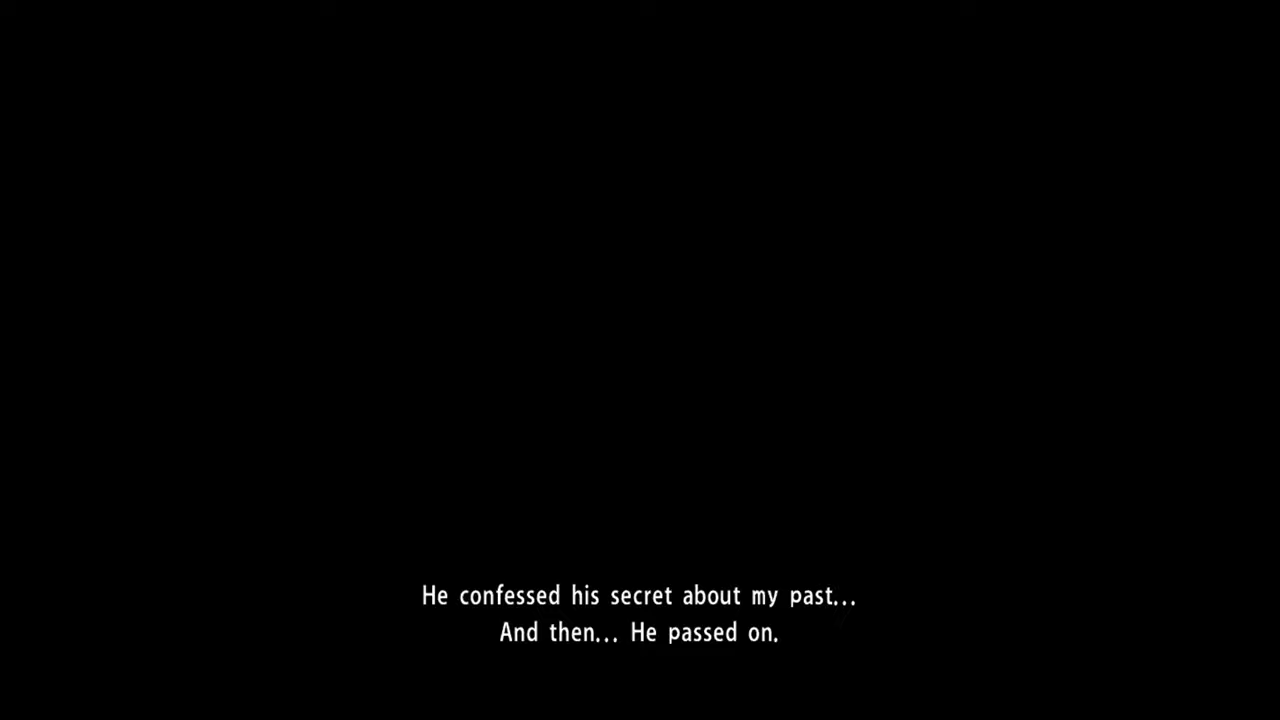 He confessed his secret about my past...
And then... He passed on.